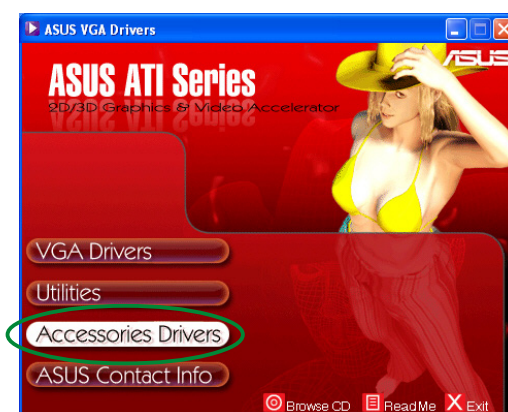 ASUS VGA Drivers
ASUS
ASUS ATI Series
2D/3D Graphics & Video Accelerator
VGA Drivers
Utilities
Accessories Drivers
ASUS Contact Info
Browse CD ReadMe X Exit